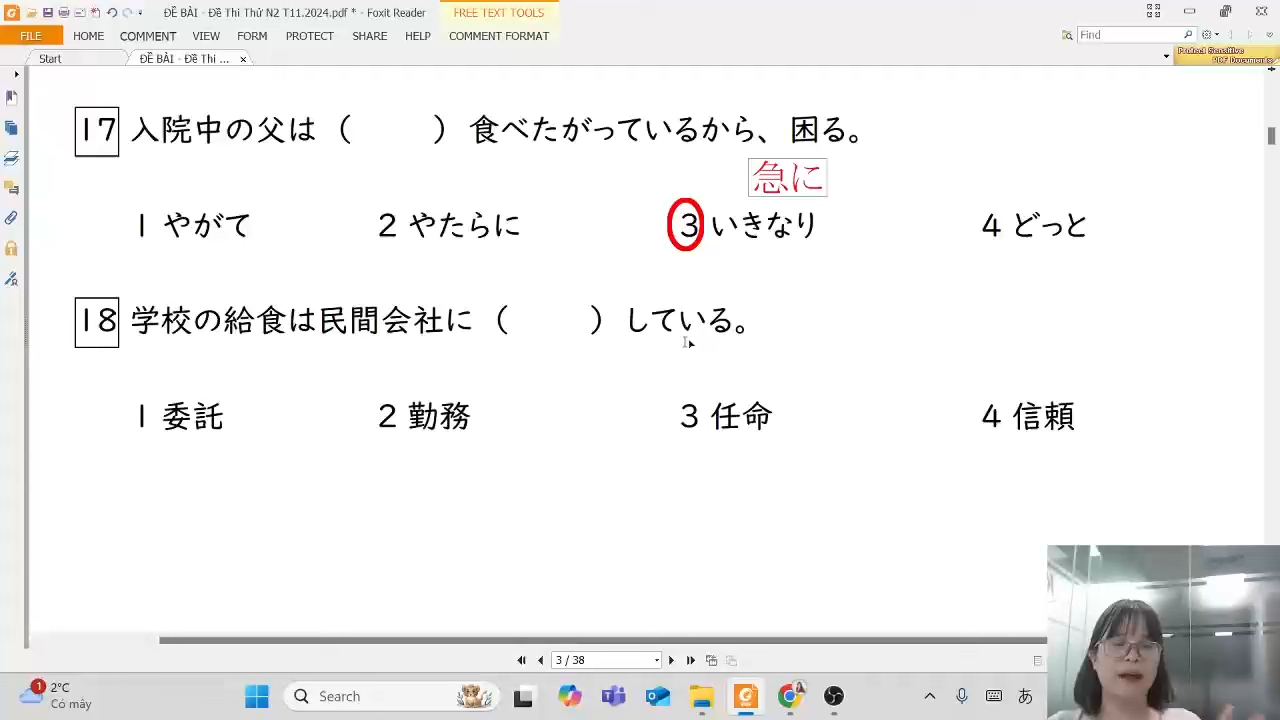 ĐỀ BÀI - Đề Thi Thử N2 T11.2024.pdf * - Foxit Reader
FREE TEXT TOOLS
FILE HOME COMMENT VIEW FORM PROTECT SHARE HELP COMMENT FORMAT
Find
Start
ĐỀ BÀI - Đề Thi ...
Protect Sensitive
PDF Documents
17 入院中の父は（　　）食べたがっているから、困る。
急に
1 やがて 2 やたらに 3 いきなり 4 どっと
18 学校の給食は民間会社に（　　）している。
1 委託 2 勤務 3 任命 4 信頼
3 / 38
1
2°C
Có mây
Search
あ